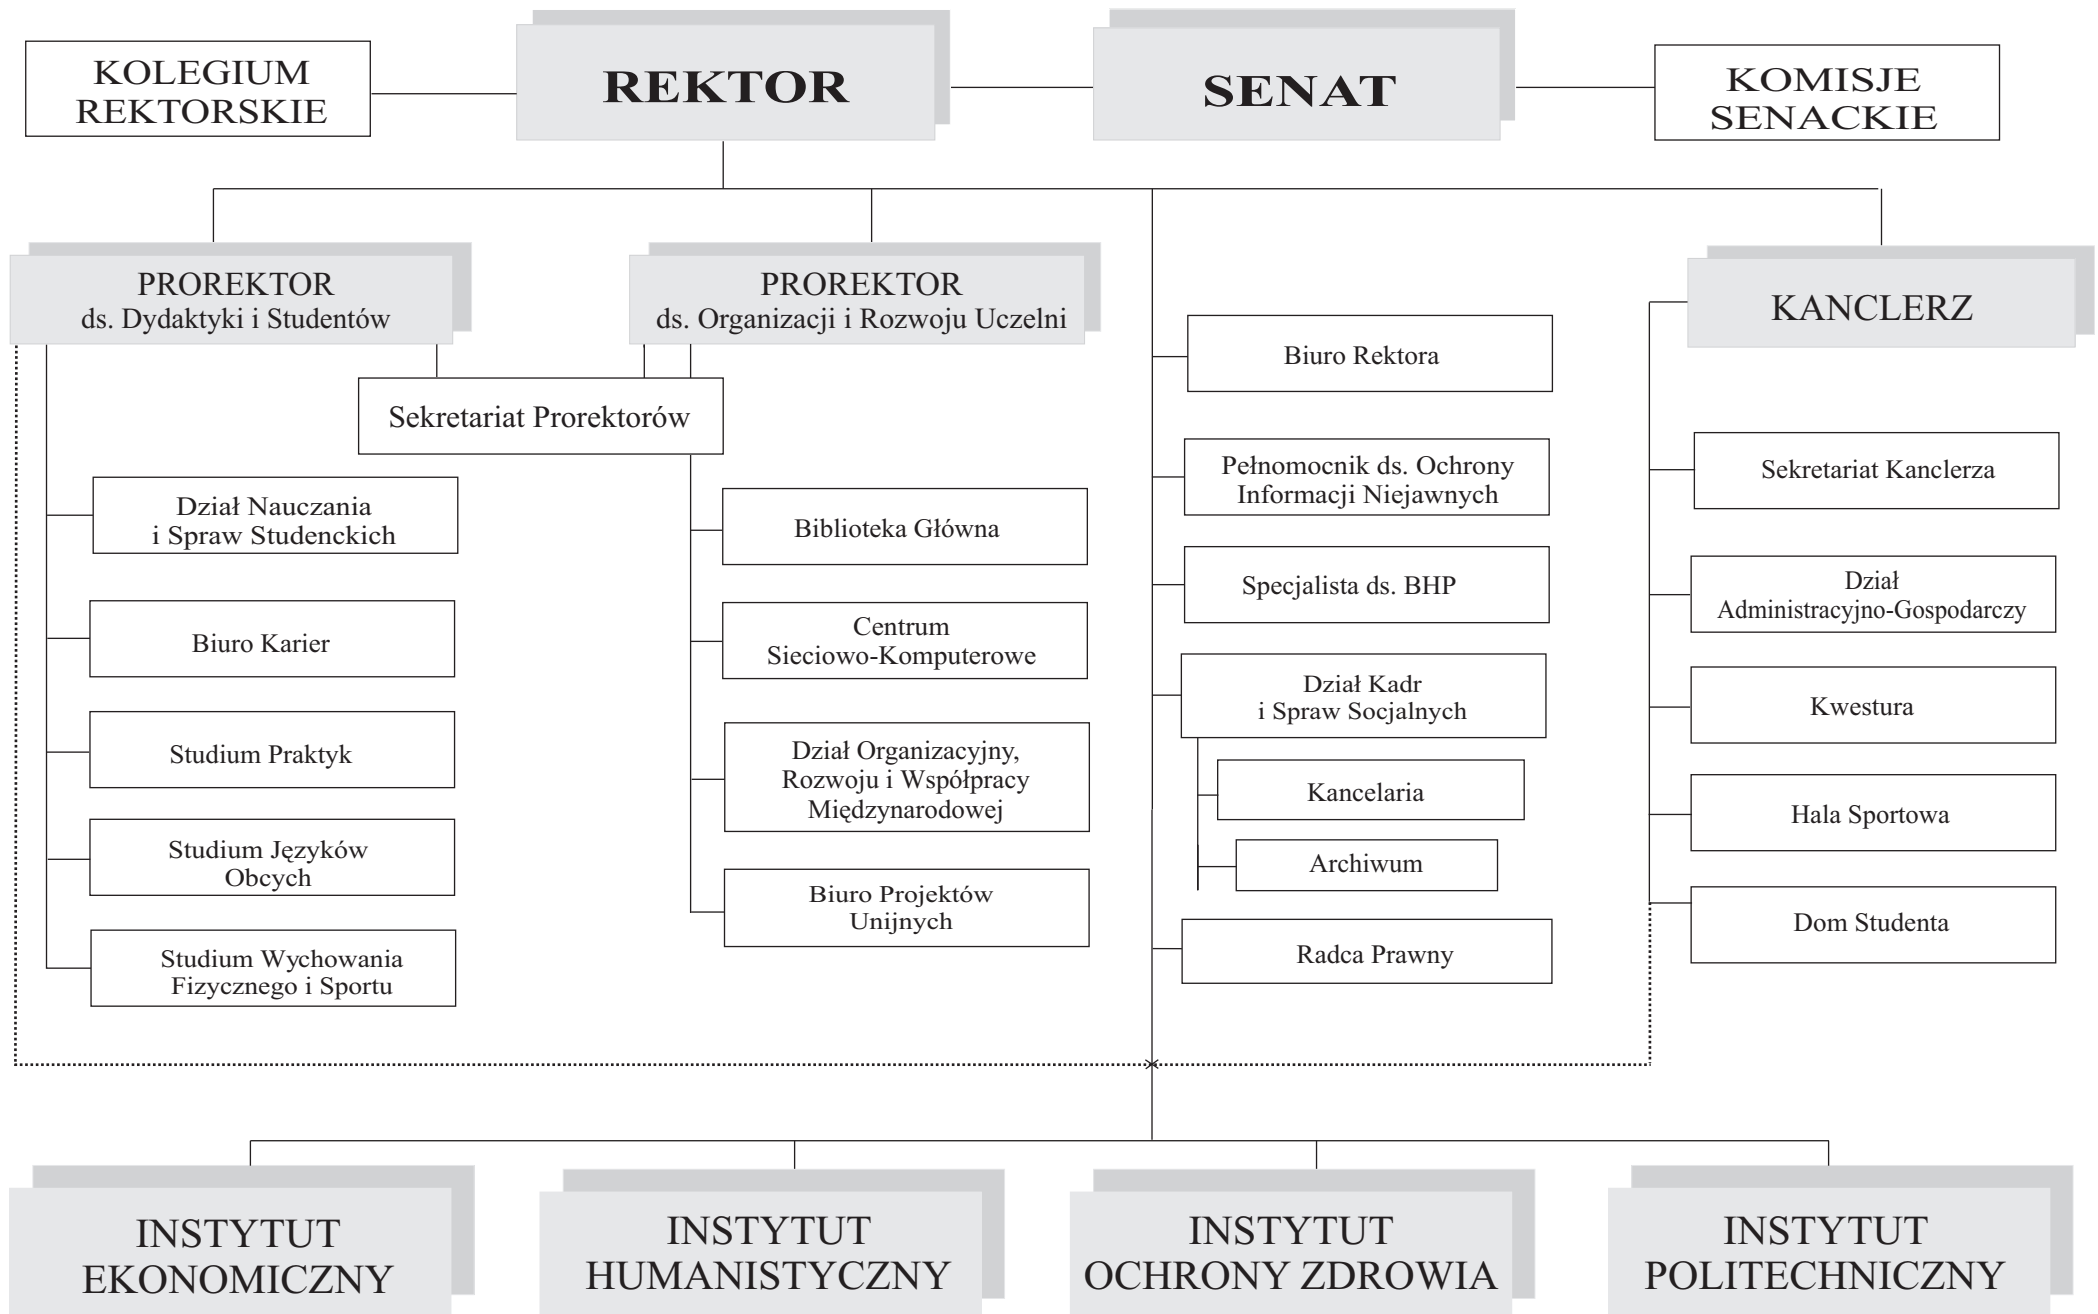 KOLEGIUM
REKTORSKIE
REKTOR
SENAT
KOMISJE
SENACKIE
PROREKTOR
ds. Dydaktyki i Studentów
PROREKTOR
ds. Organizacji i Rozwoju Uczelni
KANCLERZ
Sekretariat Prorektorów
Dział Nauczania
i Spraw Studenckich
Biuro Karier
Studium Praktyk
Studium Języków
Obcych
Studium Wychowania
Fizycznego i Sportu
Biblioteka Główna
Centrum
Sieciowo-Komputerowe
Dział Organizacyjny,
Rozwoju i Współpracy
Międzynarodowej
Biuro Projektów
Unijnych
Biuro Rektora
Pełnomocnik ds. Ochrony
Informacji Niejawnych
Specjalista ds. BHP
Dział Kadr
i Spraw Socjalnych
Kancelaria
Archiwum
Radca Prawny
Sekretariat Kanclerza
Dział
Administracyjno-Gospodarczy
Kwestura
Hala Sportowa
Dom Studenta
INSTYTUT
EKONOMICZNY
INSTYTUT
HUMANISTYCZNY
INSTYTUT
OCHRONY ZDROWIA
INSTYTUT
POLITECHNICZNY